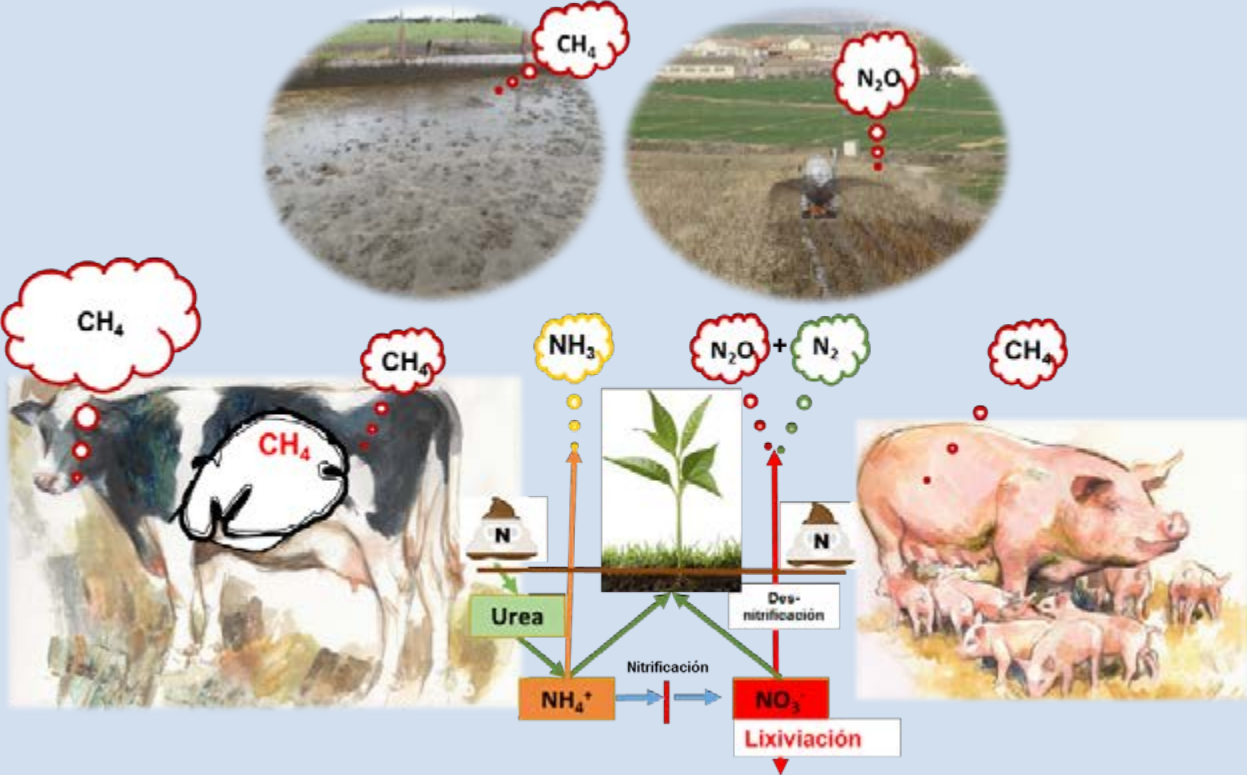 CH₄
N₂O
CH₄
CH₄
NH₃
N₂O + N₂
CH₄
CH₄
N
N
Urea
Des-
nitrificación
Nitrificación
NH₄⁺
NO₃⁻
Lixiviación